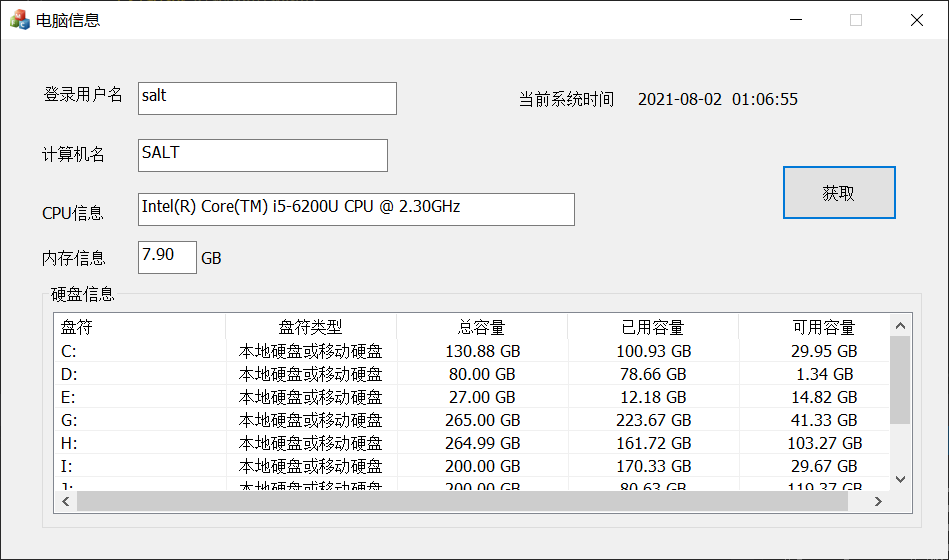 电脑信息
登录用户名 salt 当前系统时间 2021-08-02 01:06:55
计算机名 SALT
获取
CPU信息 Intel(R) Core(TM) i5-6200U CPU @ 2.30GHz
内存信息 7.90 GB
硬盘信息
盘符 盘符类型 总容量 已用容量 可用容量
C: 本地硬盘或移动硬盘 130.88 GB 100.93 GB 29.95 GB
D: 本地硬盘或移动硬盘 80.00 GB 78.66 GB 1.34 GB
E: 本地硬盘或移动硬盘 27.00 GB 12.18 GB 14.82 GB
G: 本地硬盘或移动硬盘 265.00 GB 223.67 GB 41.33 GB
H: 本地硬盘或移动硬盘 264.99 GB 161.72 GB 103.27 GB
I: 本地硬盘或移动硬盘 200.00 GB 170.33 GB 29.67 GB
J: 本地硬盘或移动硬盘 200.00 GB 80.63 GB 119.37 GB